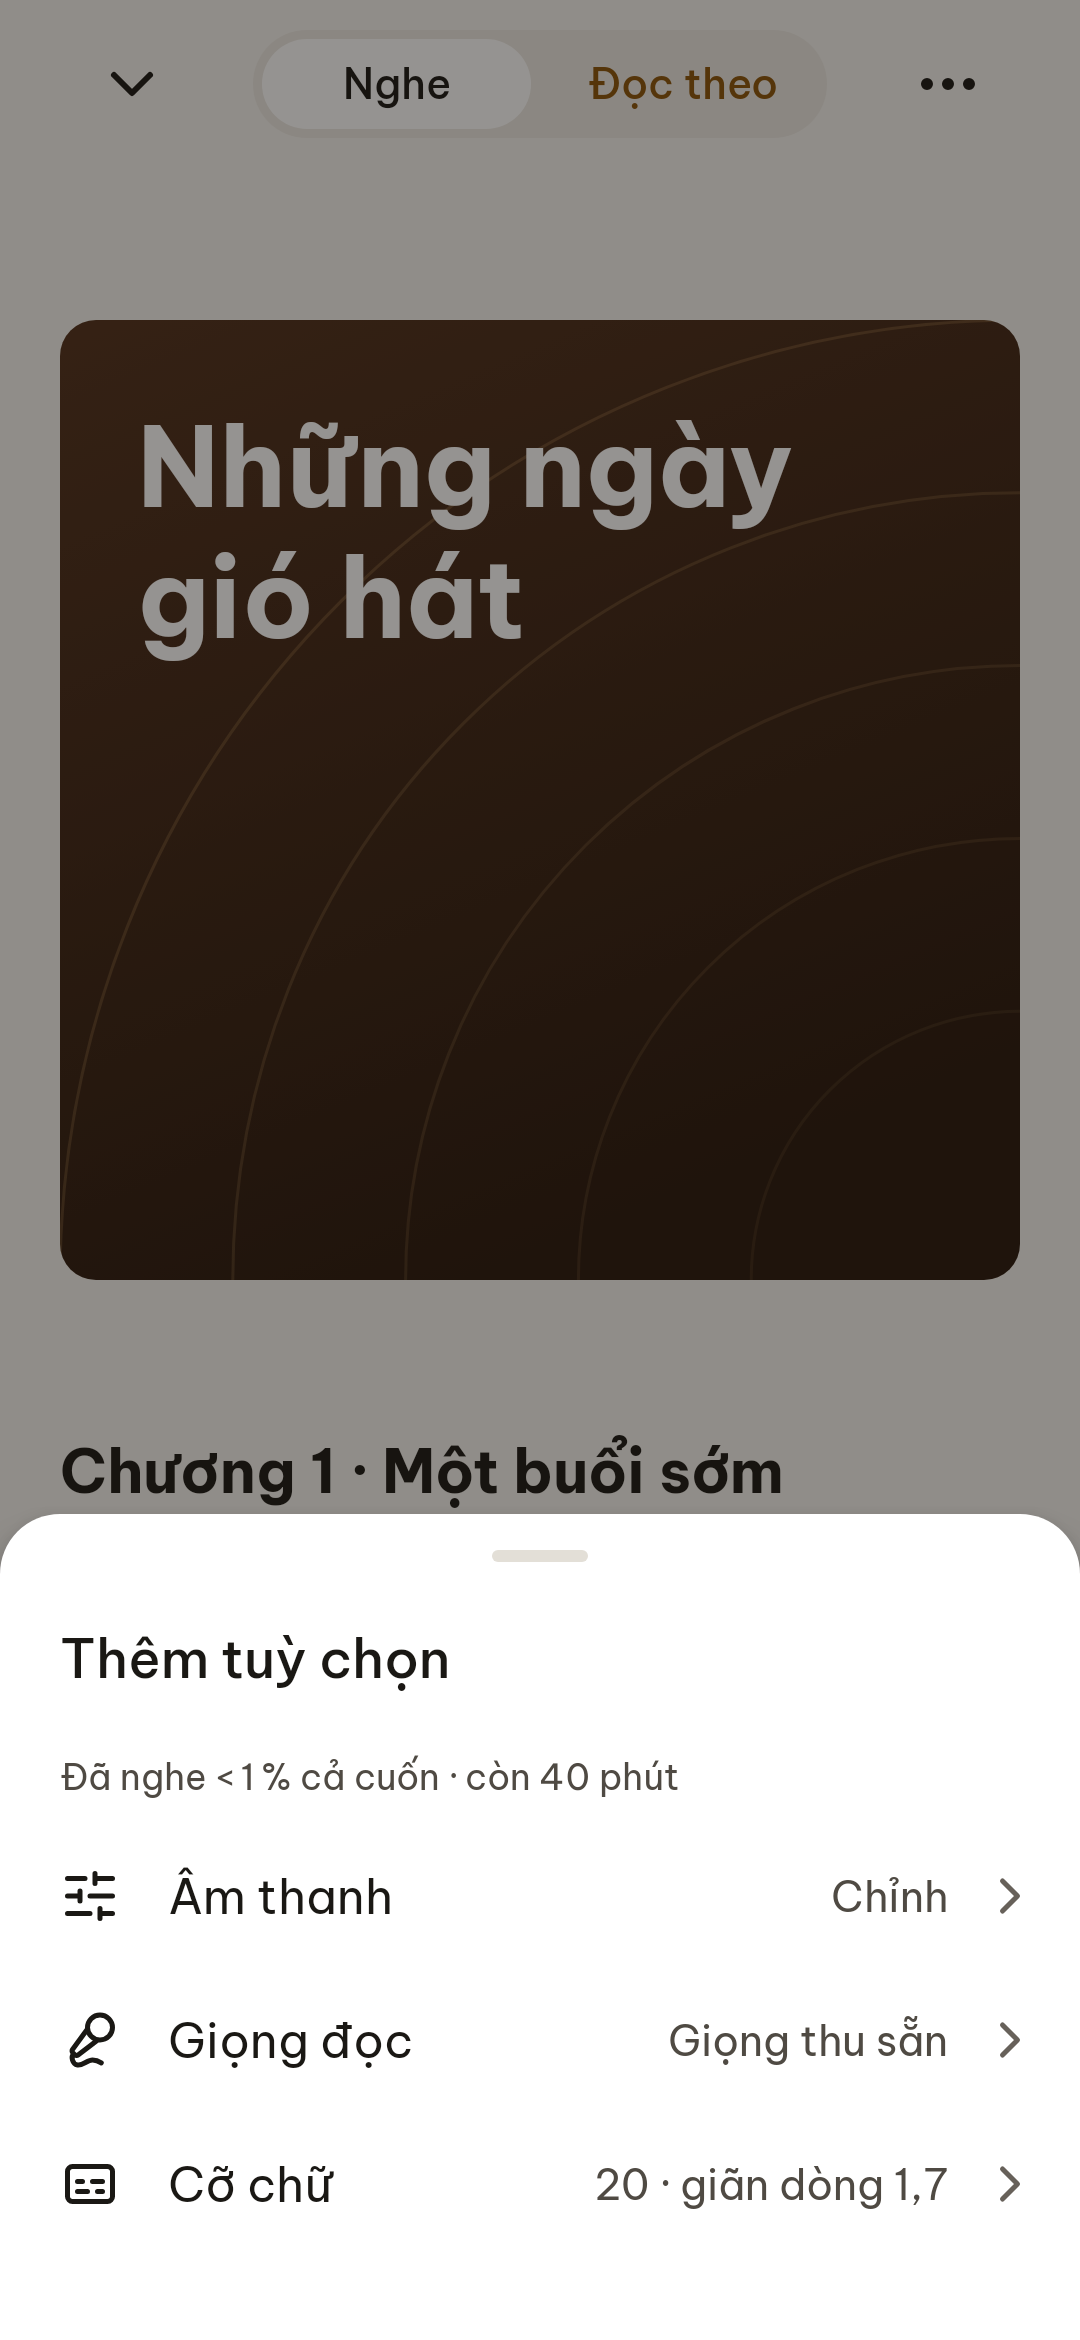 Nghe
Đọc theo
Những ngày
gió hát
Chương 1 · Một buổi sớm
Thêm tuỳ chọn
Đã nghe <1% cả cuốn · còn 40 phút
Âm thanh
Chỉnh
Giọng đọc
Giọng thu sẵn
Cỡ chữ
20 · giãn dòng 1,7